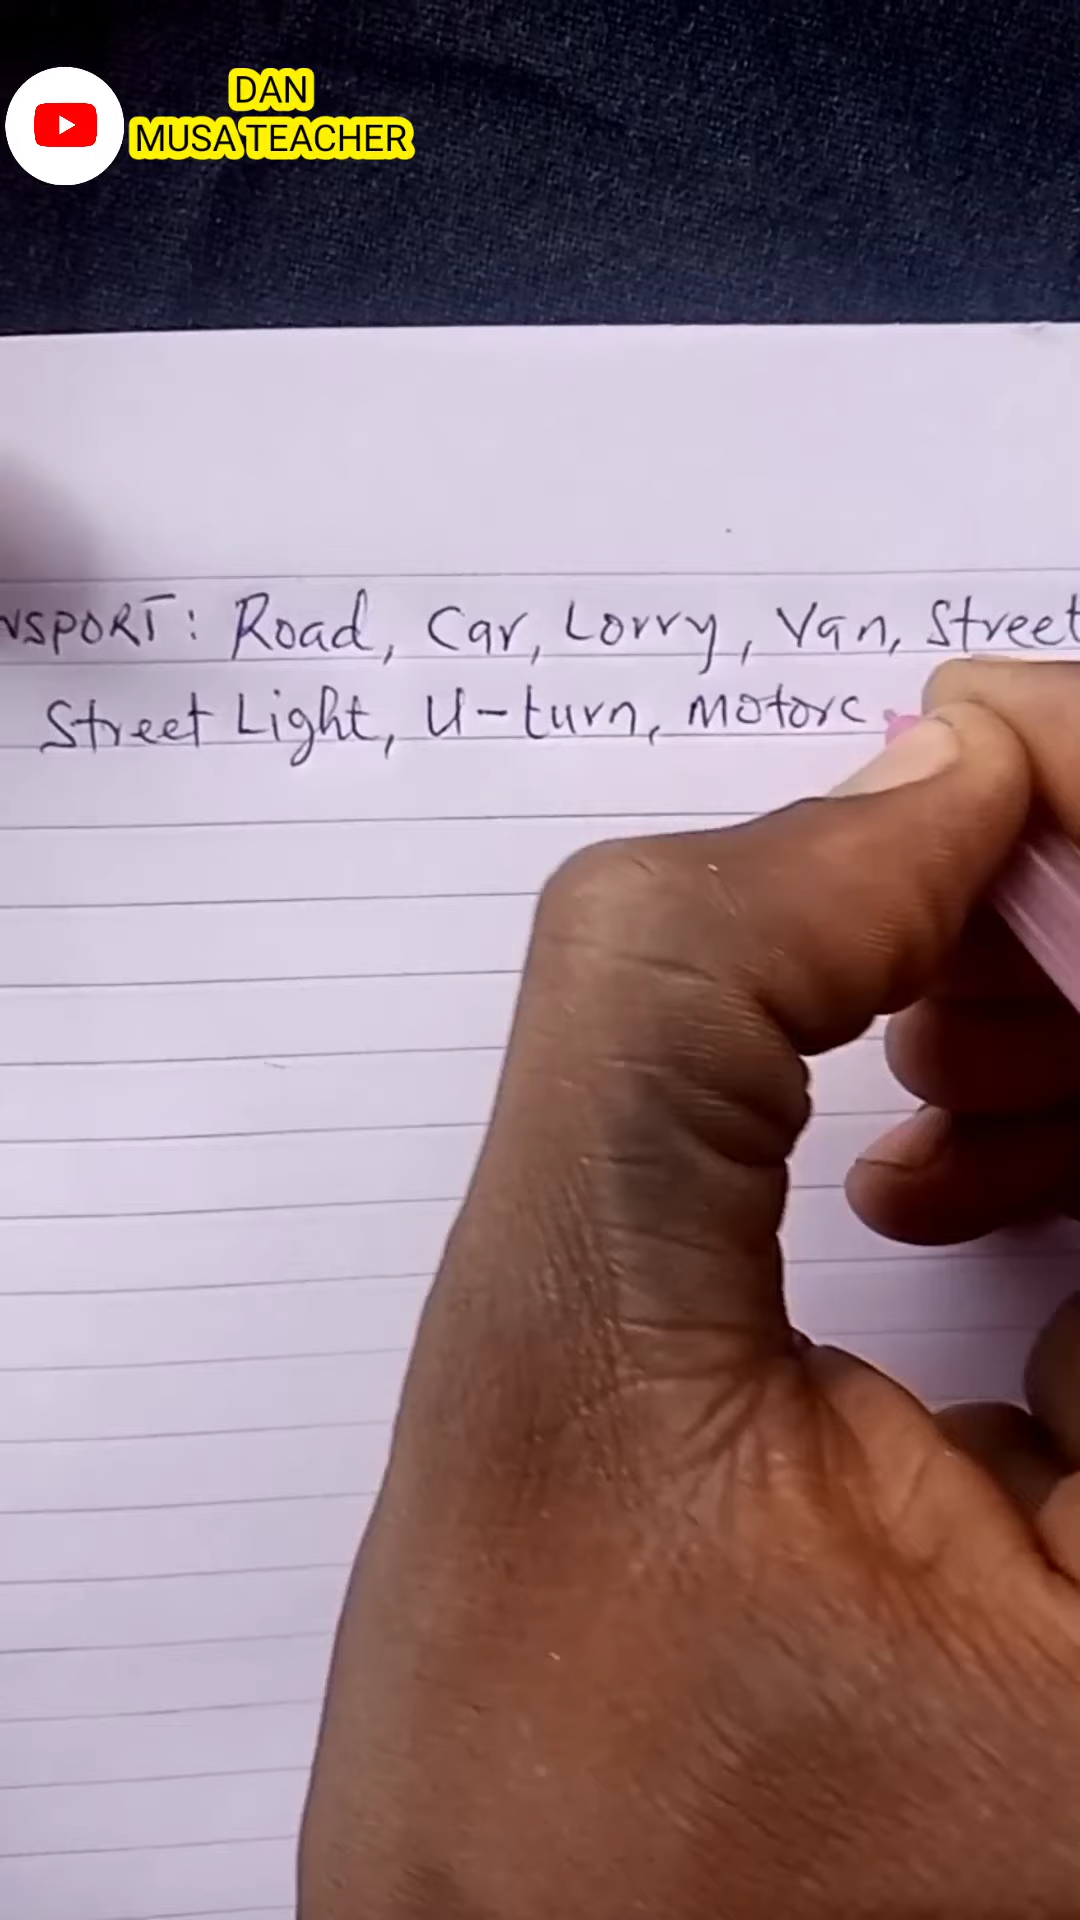 DAN
MUSA TEACHER
NSPORT: Road, Car, Lorry, Van, Street
Street Light, U-turn, Motorc